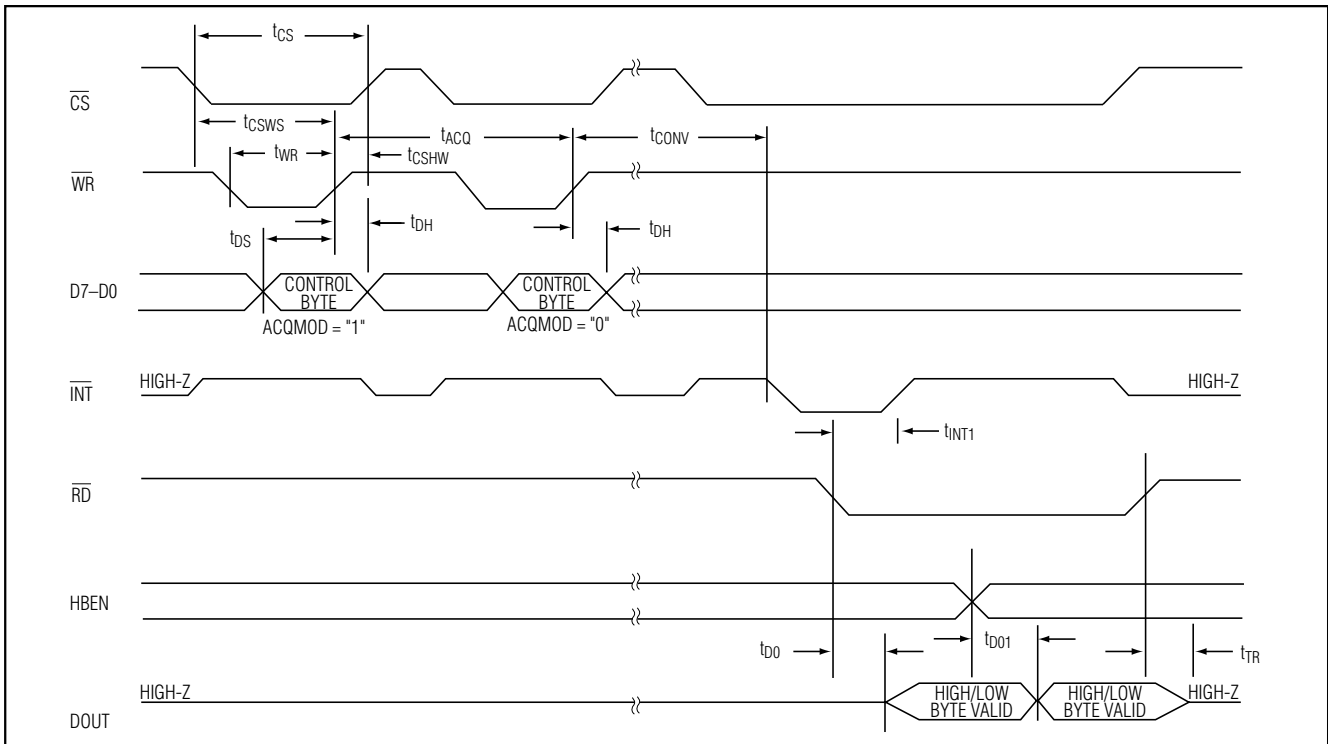 tCS
CS
tCSWS
tACQ
tCONV
tWR
tCSHW
WR
tDH
tDH
tDS
D7–D0
CONTROL
BYTE
CONTROL
BYTE
ACQMOD = "1"
ACQMOD = "0"
HIGH-Z
HIGH-Z
INT
tINT1
RD
HBEN
tD0
tD01
tTR
HIGH-Z
HIGH/LOW
BYTE VALID
HIGH/LOW
BYTE VALID
HIGH-Z
DOUT